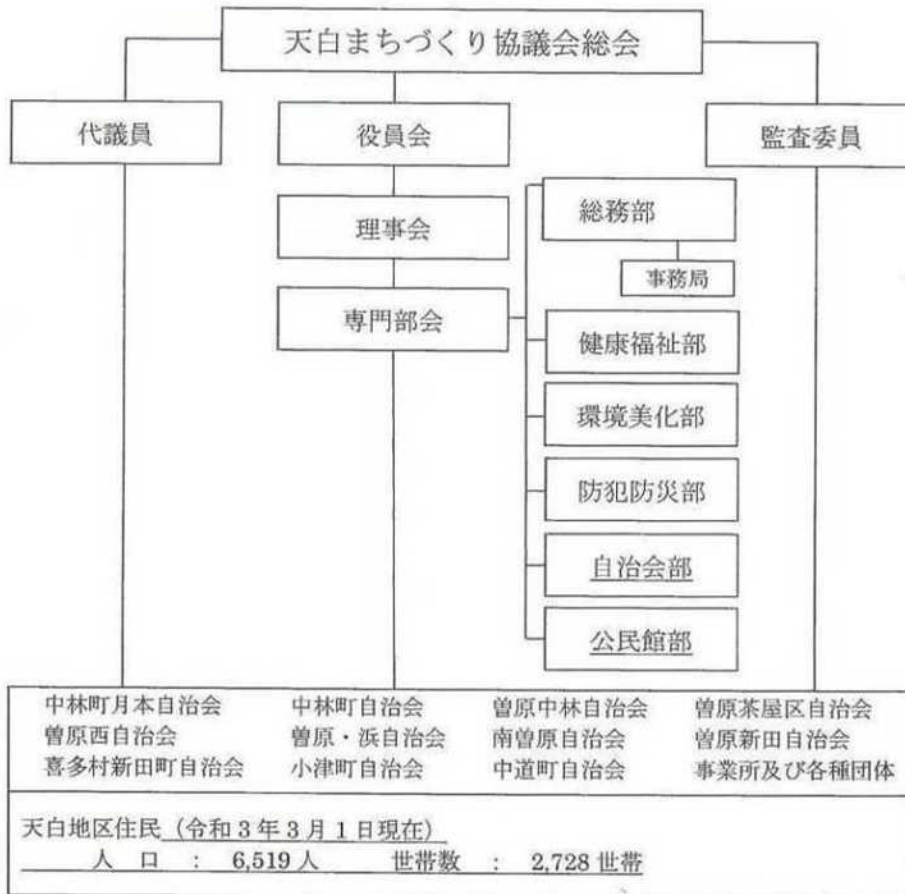 天白まちづくり協議会総会
代議員
役員会
監査委員
理事会
総務部
事務局
専門部会
健康福祉部
環境美化部
防犯防災部
自治会部
公民館部
中林町月本自治会 中林町自治会 曽原中林自治会 曽原茶屋区自治会
曽原西自治会 曽原・浜自治会 南曽原自治会 曽原新田自治会
喜多村新田町自治会 小津町自治会 中道町自治会 事業所及び各種団体
天白地区住民(令和3年3月1日現在)
人 口 : 6,519人 世帯数 : 2,728世帯